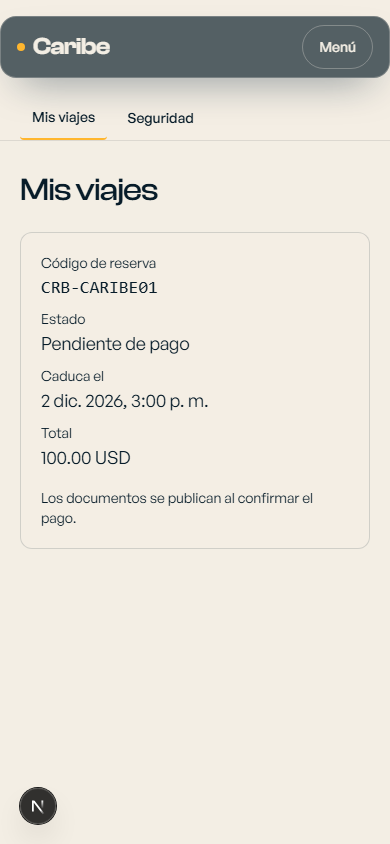 Caribe
Menú
Mis viajes
Seguridad
Mis viajes
Código de reserva
CRB-CARIBE01
Estado
Pendiente de pago
Caduca el
2 dic. 2026, 3:00 p. m.
Total
100.00 USD
Los documentos se publican al confirmar el
pago.
N